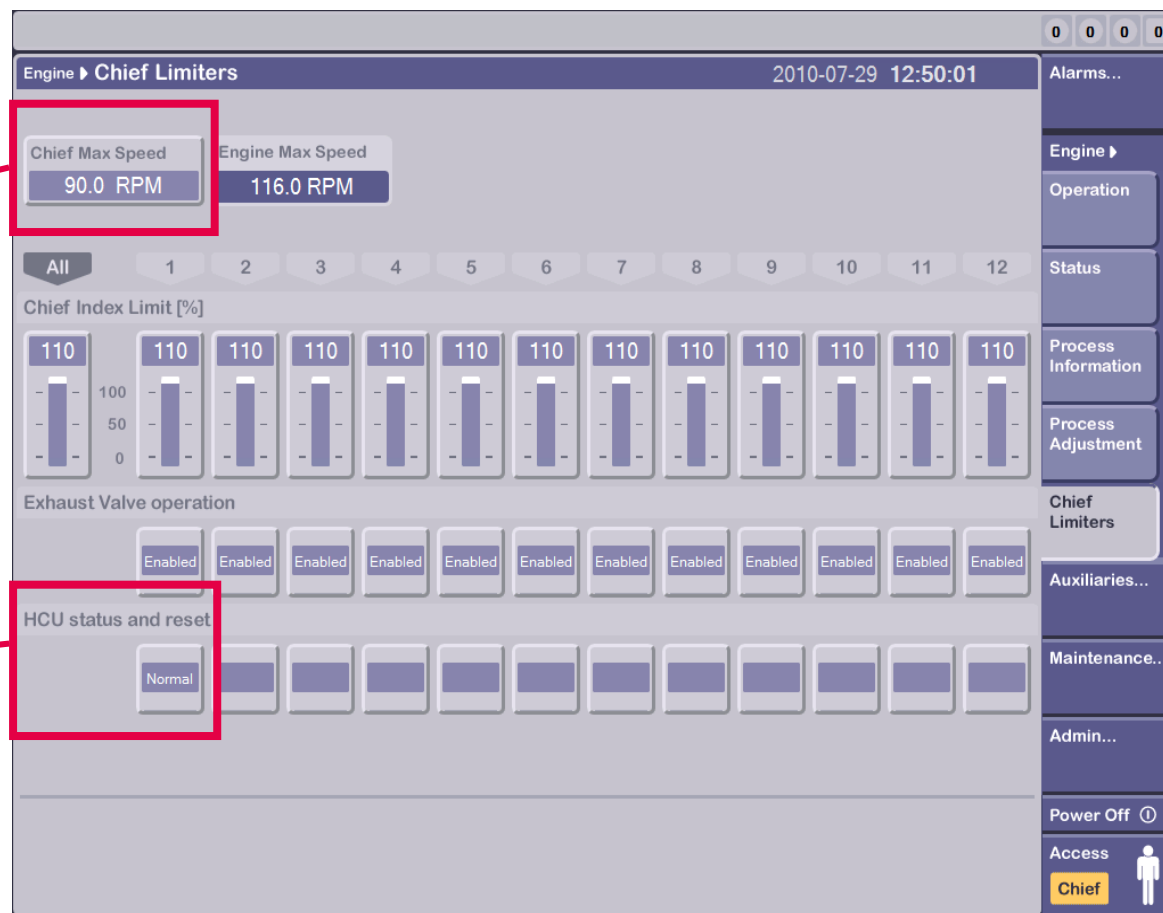 0 0 0 0
Engine Chief Limiters 2010-07-29 12:50:01
Chief Max Speed Engine Max Speed
90.0 RPM 116.0 RPM
All 1 2 3 4 5 6 7 8 9 10 11 12
Chief Index Limit [%]
110 110 110 110 110 110 110 110 110 110 110 110 110
100
50
0
Exhaust Valve operation
Enabled Enabled Enabled Enabled Enabled Enabled Enabled Enabled Enabled Enabled Enabled Enabled
HCU status and reset
Normal
Alarms...
Engine
Operation
Status
Process
Information
Process
Adjustment
Chief
Limiters
Auxiliaries...
Maintenance..
Admin...
Power Off
Access
Chief